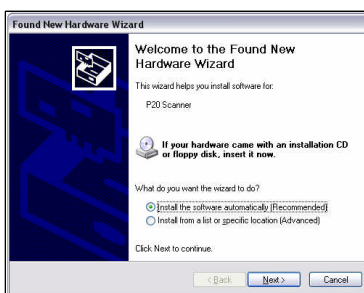 Found New Hardware Wizard
Welcome to the Found New
Hardware Wizard
This wizard helps you install software for:
P20 Scanner
If your hardware came with an installation CD
or floppy disk, insert it now.
What do you want the wizard to do?
Install the software automatically (Recommended)
Install from a list or specific location (Advanced)
Click Next to continue.
< Back Next > Cancel